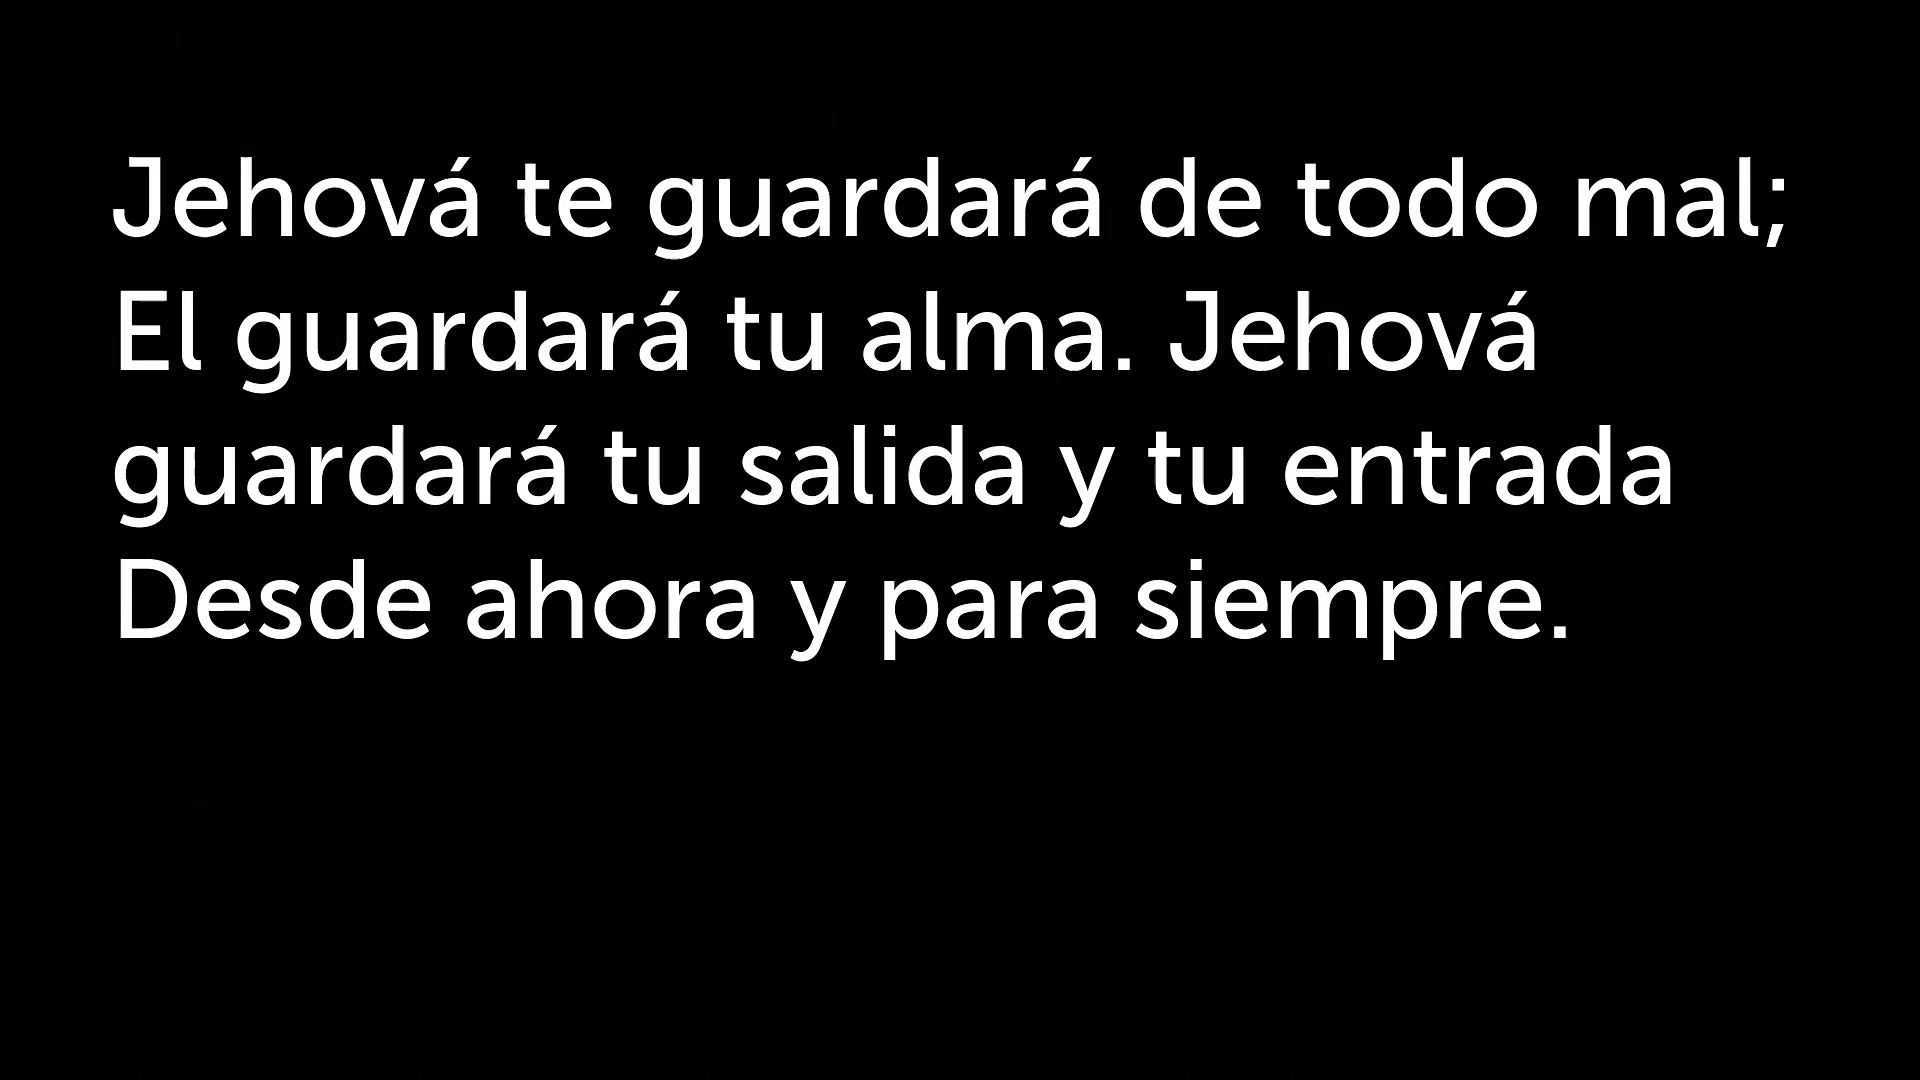 Jehová te guardará de todo mal;
El guardará tu alma. Jehová
guardará tu salida y tu entrada
Desde ahora y para siempre.